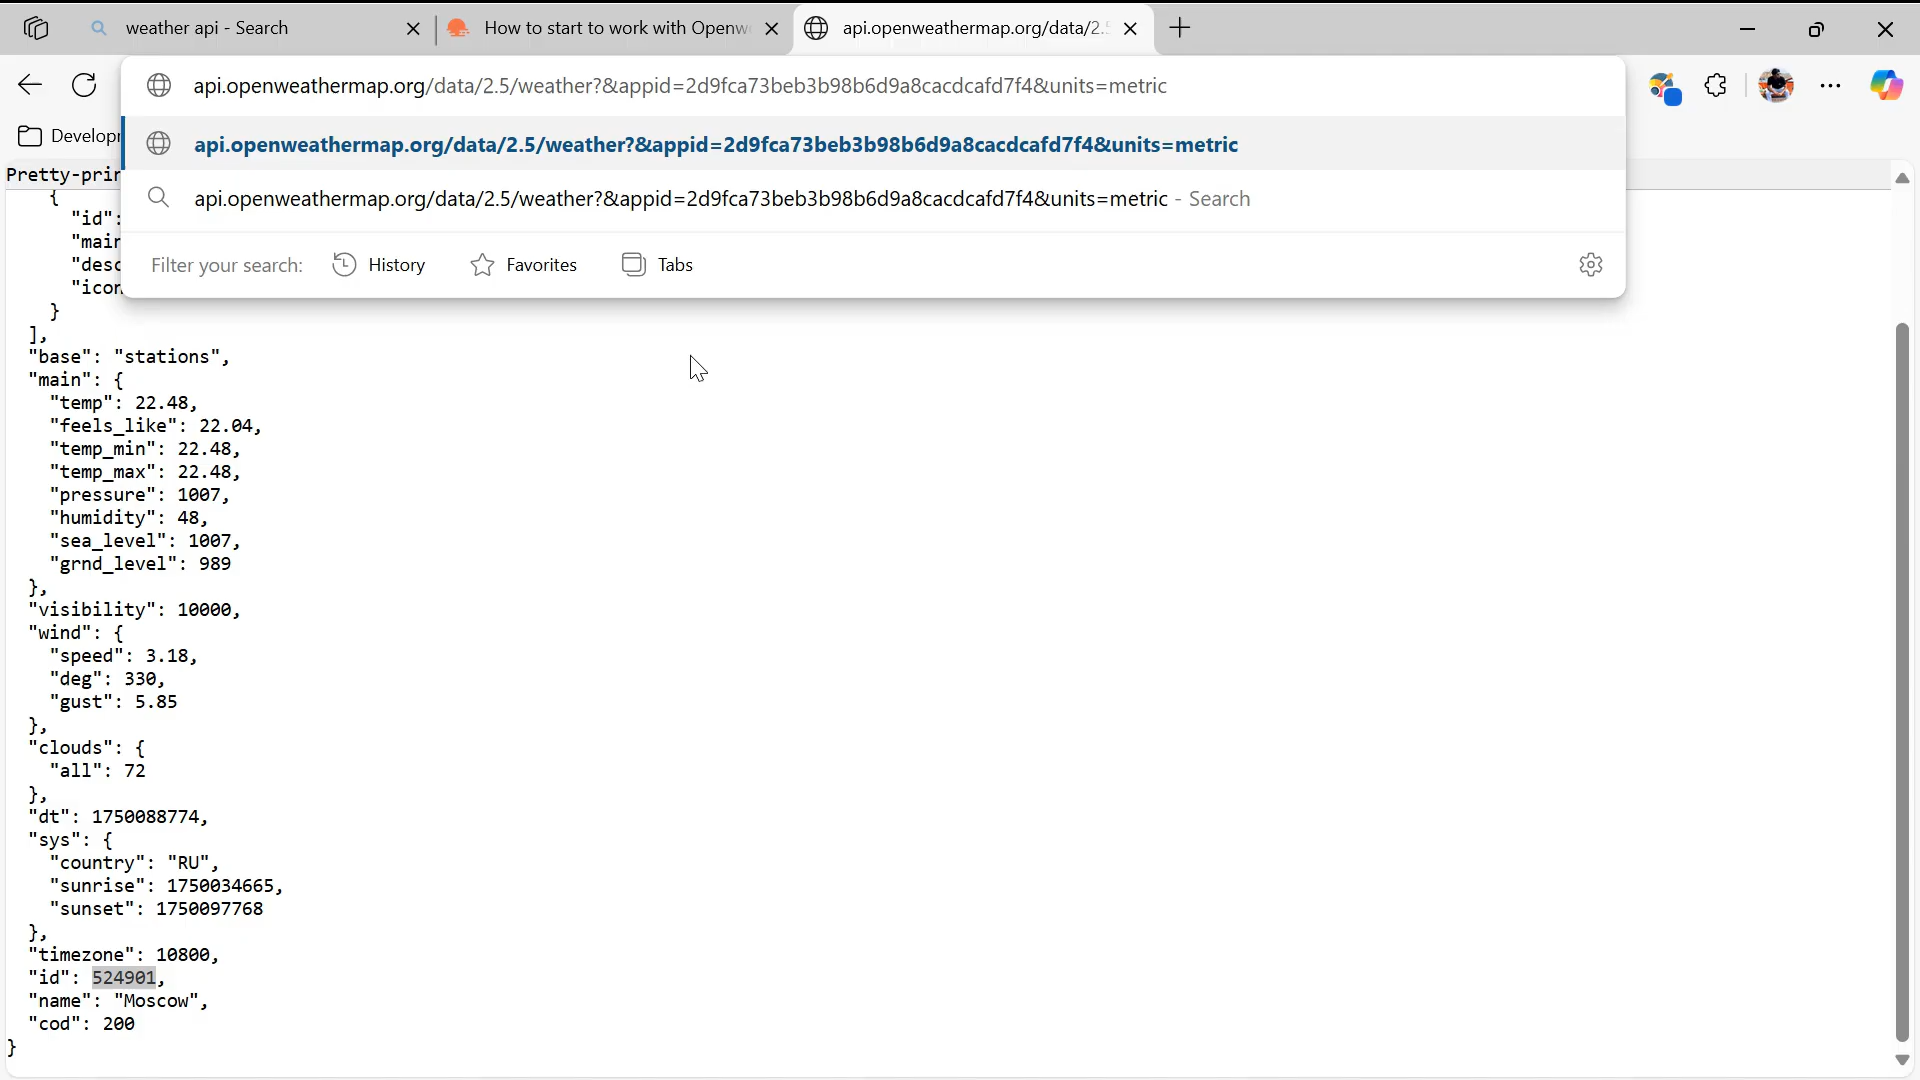 weather api - Search
How to start to work with Openw
api.openweathermap.org/data/2.5
api.openweathermap.org/data/2.5/weather?&appid=2d9fca73beb3b98b6d9a8cacdcafd7f4&units=metric
Develop
api.openweathermap.org/data/2.5/weather?&appid=2d9fca73beb3b98b6d9a8cacdcafd7f4&units=metric
Pretty-prin
api.openweathermap.org/data/2.5/weather?&appid=2d9fca73beb3b98b6d9a8cacdcafd7f4&units=metric - Search
Filter your search: History Favorites Tabs
{
"id":
"main
"desc
"icon
}
],
"base": "stations",
"main": {
"temp": 22.48,
"feels_like": 22.04,
"temp_min": 22.48,
"temp_max": 22.48,
"pressure": 1007,
"humidity": 48,
"sea_level": 1007,
"grnd_level": 989
},
"visibility": 10000,
"wind": {
"speed": 3.18,
"deg": 330,
"gust": 5.85
},
"clouds": {
"all": 72
},
"dt": 1750088774,
"sys": {
"country": "RU",
"sunrise": 1750034665,
"sunset": 1750097768
},
"timezone": 10800,
"id": 524901,
"name": "Moscow",
"cod": 200
}